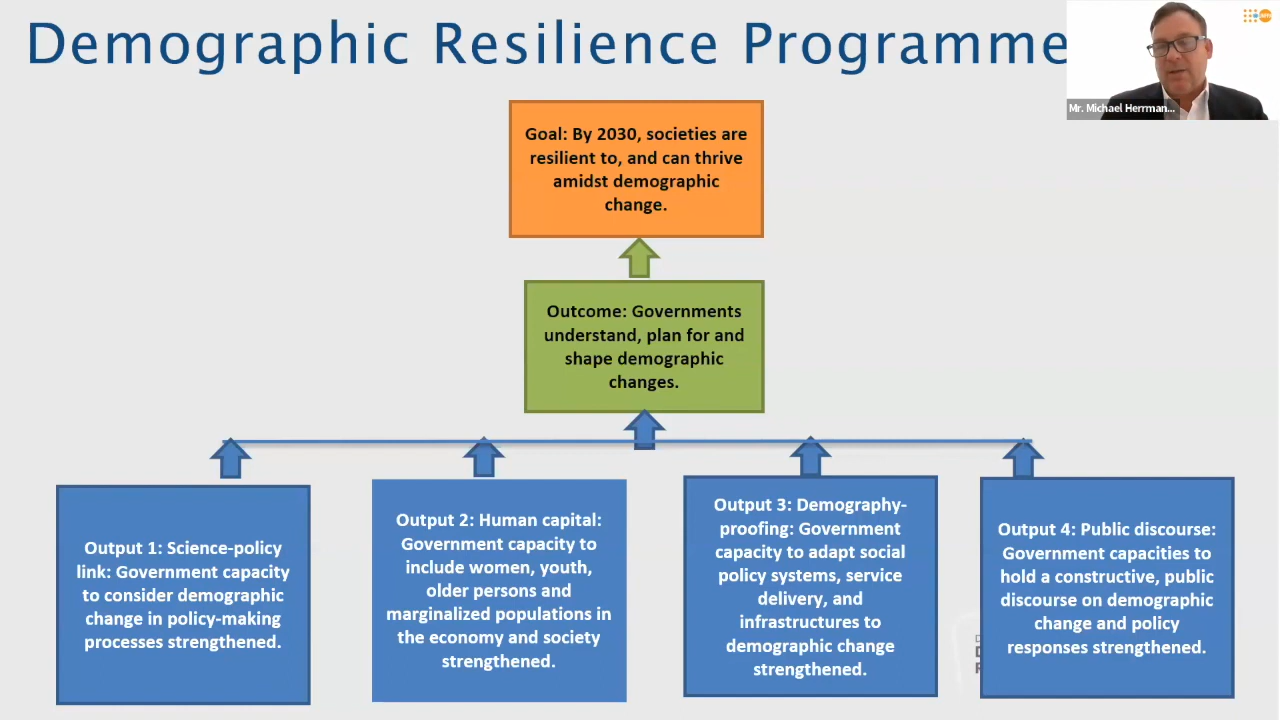 Demographic Resilience Programme
Mr. Michael Herrman...
Goal: By 2030, societies are
resilient to, and can thrive
amidst demographic
change.
Outcome: Governments
understand, plan for and
shape demographic
changes.
Output 1: Science-policy
link: Government capacity
to consider demographic
change in policy-making
processes strengthened.
Output 2: Human capital:
Government capacity to
include women, youth,
older persons and
marginalized populations in
the economy and society
strengthened.
Output 3: Demography-
proofing: Government
capacity to adapt social
policy systems, service
delivery, and
infrastructures to
demographic change
strengthened.
Output 4: Public discourse:
Government capacities to
hold a constructive, public
discourse on demographic
change and policy
responses strengthened.